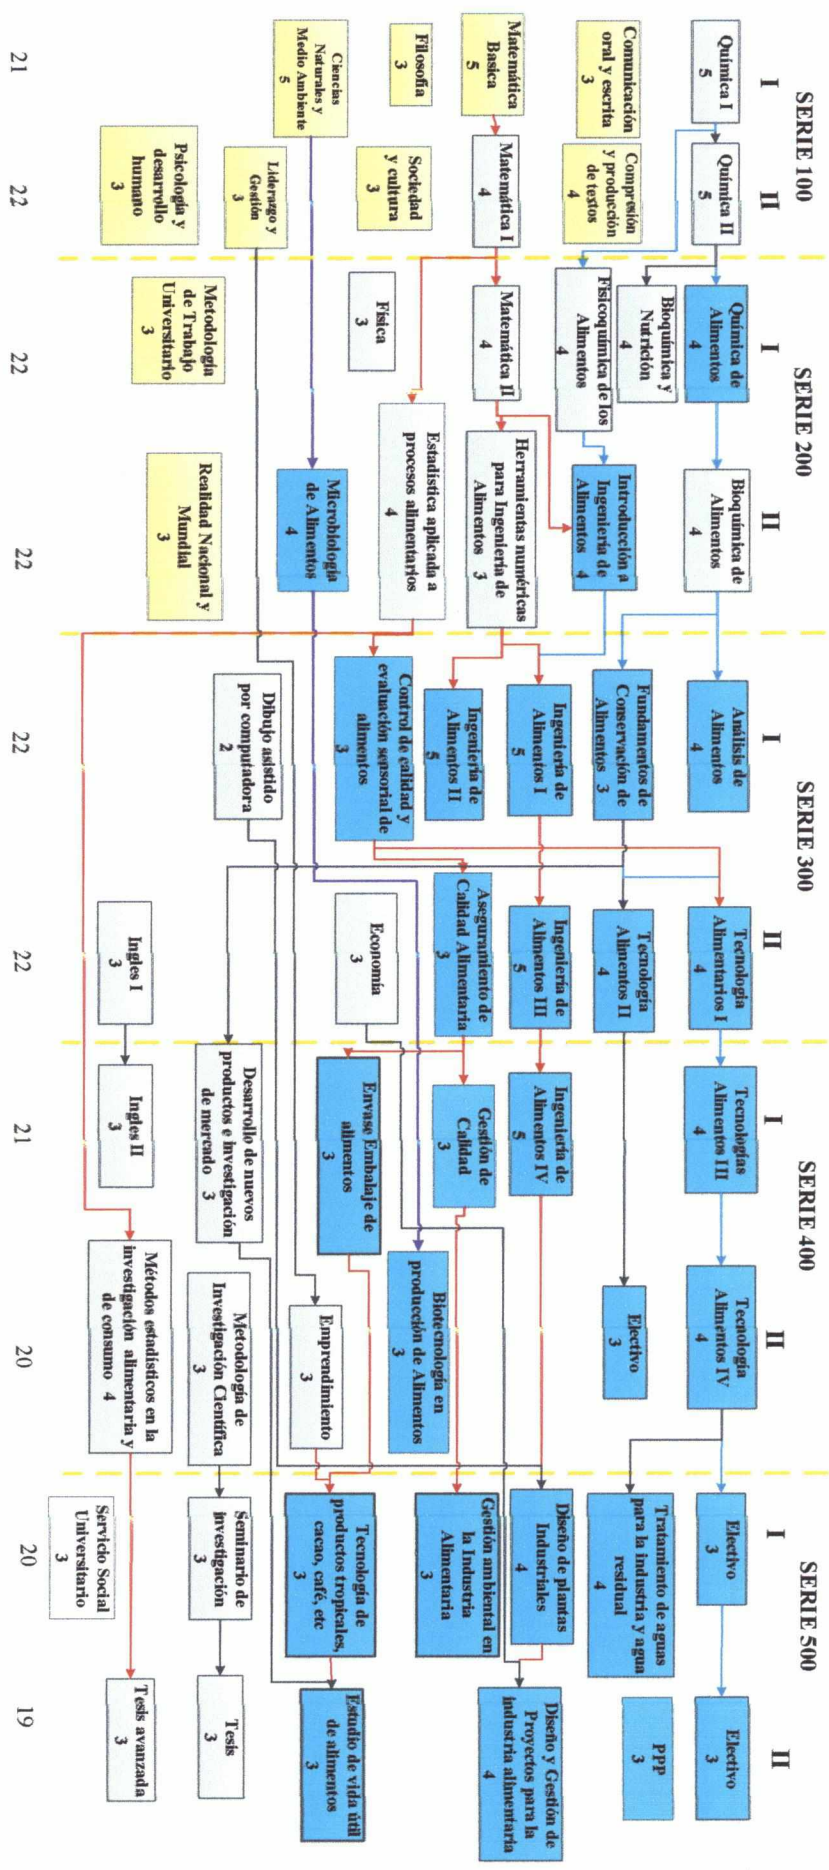 SERIE 100
SERIE 200
SERIE 300
SERIE 400
SERIE 500
I
II
I
II
I
II
I
II
I
II
Química I
5
Química II
5
Química de
Alimentos
4
Bioquímica de
Alimentos
4
Análisis de
Alimentos
4
Tecnología
Alimentarios I
4
Tecnologías
Alimentos III
4
Tecnología
Alimentos IV
4
Electivo
3
Electivo
3
Comunicación
oral y escrita
3
Compresión
y producción
de textos
4
Bioquímica y
Nutrición
4
Fisicoquímica de los
Alimentos
4
Introducción a
Ingeniería de
Alimentos 4
Fundamentos de
Conservación de
Alimentos 3
Tecnología
Alimentos II
4
Electivo
3
Tratamiento de aguas
para la industria y agua
residual
4
PPP
3
Matemática
Basica
5
Matemática I
4
Matemática II
4
Herramientas numéricas
para Ingeniería de
Alimentos 3
Ingeniería de
Alimentos I
5
Ingeniería de
Alimentos II
5
Ingeniería de
Alimentos III
5
Ingeniería de
Alimentos IV
5
Diseño de plantas
Industriales
4
Diseño y Gestión de
Proyectos para la
industria alimentaria
4
Filosofía
3
Sociedad
y cultura
3
Física
3
Estadística aplicada a
procesos alimentarios
4
Control de calidad y
evaluación sensorial de
alimentos
3
Aseguramiento de
Calidad Alimentaria
3
Gestión de
Calidad
3
Biotecnología en
producción de Alimentos
3
Gestión ambiental en
la Industria
Alimentaria
3
Ciencias
Naturales y
Medio Ambiente
5
Liderazgo y
Gestión
3
Microbiología
de Alimentos
4
Economía
3
Envase Embalaje de
alimentos
3
Emprendimiento
3
Tecnología de
productos tropicales,
cacao, café, etc
3
Estudio de vida útil
de alimentos
3
Psicología y
desarrollo
humano
3
Metodología
de Trabajo
Universitario
3
Realidad Nacional y
Mundial
3
Dibujo asistido
por computadora
2
Desarrollo de nuevos
productos e investigación
de mercado 3
Metodología de
Investigación Científica
3
Seminario de
investigación
3
Tesis
3
Ingles I
3
Ingles II
3
Métodos estadísticos en la
investigación alimentaria y
de consumo 4
Servicio Social
Universitario
3
Tesis avanzada
3
21
22
22
22
22
22
21
20
20
19